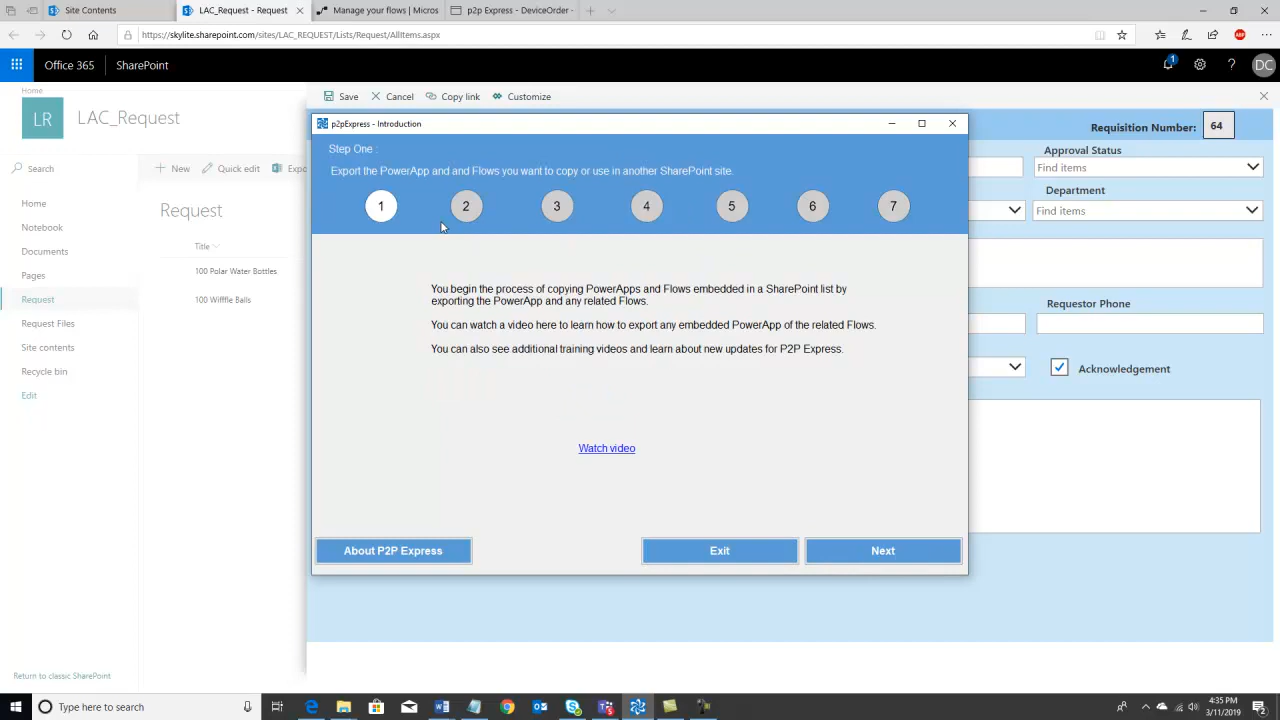 Site Contents
LAC_Request - Request
Manage your flows | Micros
p2p Express - DeviceOrder -
https://skylite.sharepoint.com/sites/LAC_REQUEST/Lists/Request/AllItems.aspx
ABP
Office 365
SharePoint
1
DC
Home
LR
LAC_Request
Save
Cancel
Copy link
Customize
p2pExpress - Introduction
Requisition Number:
64
Step One :
Export the PowerApp and and Flows you want to copy or use in another SharePoint site.
Approval Status
Find items
Search
New
Quick edit
Expo
1
2
3
4
5
6
7
Department
Find items
Home
Notebook
Documents
Pages
Request
Request Files
Site contents
Recycle bin
Edit
Request
Title
100 Polar Water Bottles
100 Wifffle Balls
You begin the process of copying PowerApps and Flows embedded in a SharePoint list by
exporting the PowerApp and any related Flows.
You can watch a video here to learn how to export any embedded PowerApp of the related Flows.
You can also see additional training videos and learn about new updates for P2P Express.
Requestor Phone
Acknowledgement
Watch video
About P2P Express
Exit
Next
Return to classic SharePoint
Type here to search
4:35 PM
3/11/2019
2